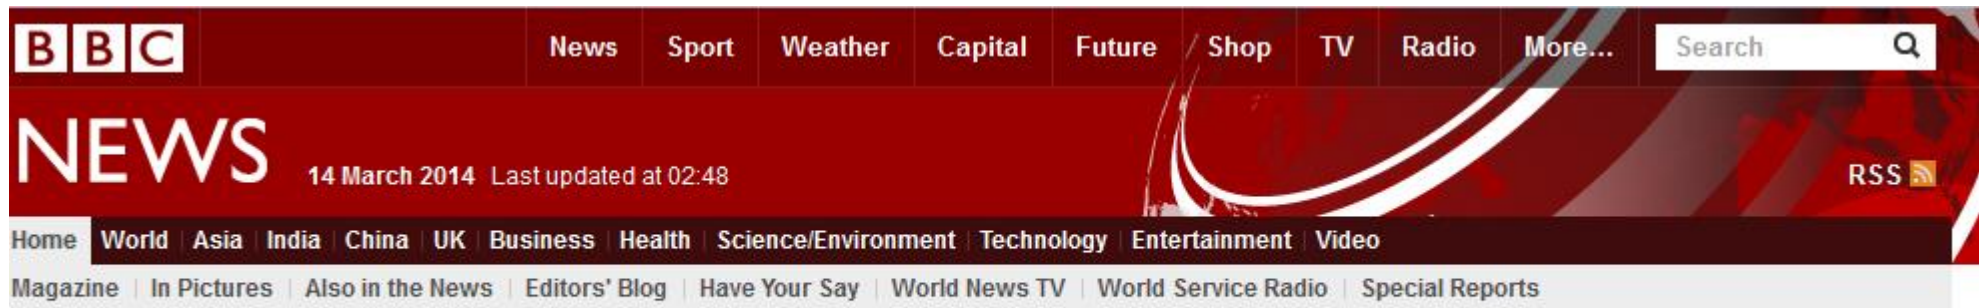 BBC News Sport Weather Capital Future Shop TV Radio More... Search
NEWS 14 March 2014 Last updated at 02:48 RSS
Home World Asia India China UK Business Health Science/Environment Technology Entertainment Video
Magazine In Pictures Also in the News Editors' Blog Have Your Say World News TV World Service Radio Special Reports